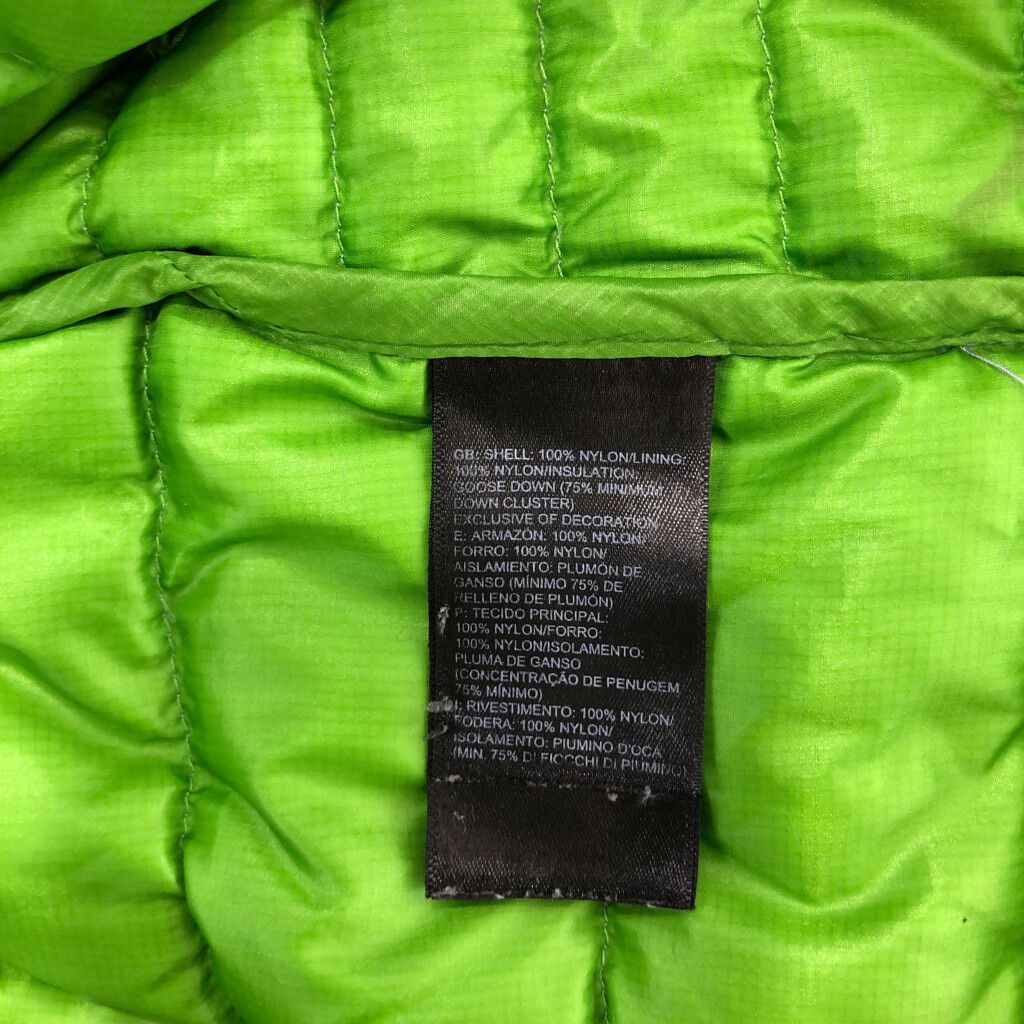 GB: SHELL: 100% NYLON/LINING:
100% NYLON/INSULATION:
GOOSE DOWN (75% MINIMUM
DOWN CLUSTER)
EXCLUSIVE OF DECORATION
E: ARMAZÓN: 100% NYLON/
FORRO: 100% NYLON/
AISLAMIENTO: PLUMÓN DE
GANSO (MÍNIMO 75% DE
RELLENO DE PLUMÓN)
P: TECIDO PRINCIPAL:
100% NYLON/FORRO:
100% NYLON/ISOLAMENTO:
PLUMA DE GANSO
(CONCENTRAÇÃO DE PENUGEM
75% MÍNIMO)
I: RIVESTIMENTO: 100% NYLON/
FODERA: 100% NYLON/
ISOLAMENTO: PIUMINO D'OCA
(MIN. 75% DI FIOCCHI DI PIUMINO)